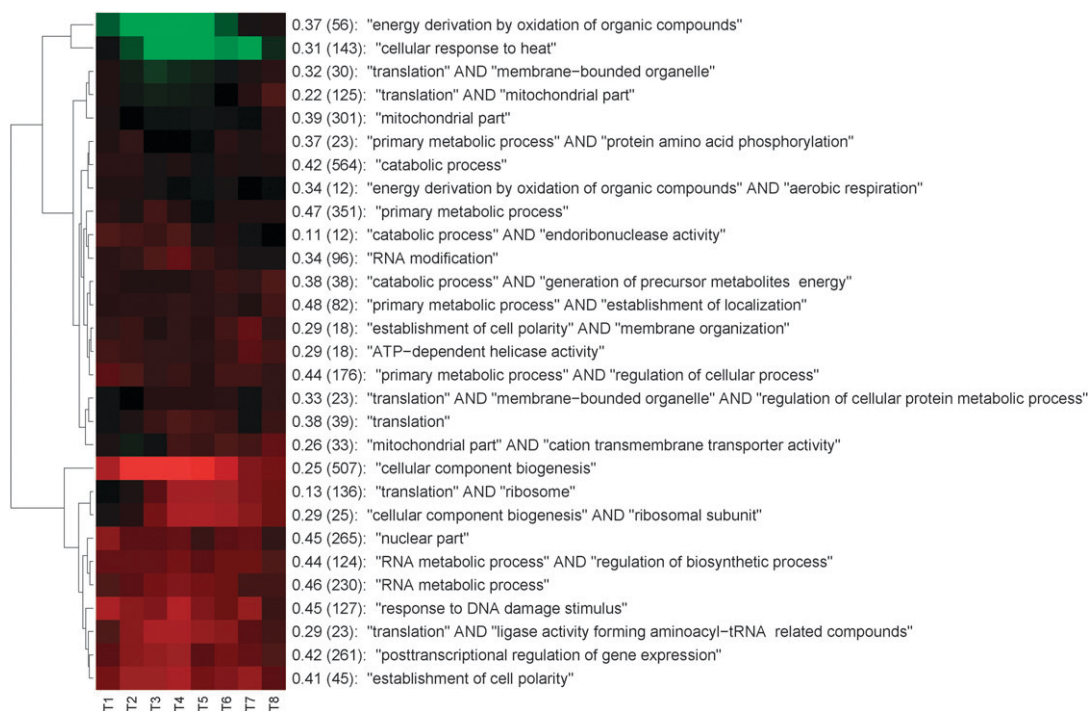 0.37 (56): "energy derivation by oxidation of organic compounds"
0.31 (143): "cellular response to heat"
0.32 (30): "translation" AND "membrane−bounded organelle"
0.22 (125): "translation" AND "mitochondrial part"
0.39 (301): "mitochondrial part"
0.37 (23): "primary metabolic process" AND "protein amino acid phosphorylation"
0.42 (564): "catabolic process"
0.34 (12): "energy derivation by oxidation of organic compounds" AND "aerobic respiration"
0.47 (351): "primary metabolic process"
0.11 (12): "catabolic process" AND "endoribonuclease activity"
0.34 (96): "RNA modification"
0.38 (38): "catabolic process" AND "generation of precursor metabolites energy"
0.48 (82): "primary metabolic process" AND "establishment of localization"
0.29 (18): "establishment of cell polarity" AND "membrane organization"
0.29 (18): "ATP−dependent helicase activity"
0.44 (176): "primary metabolic process" AND "regulation of cellular process"
0.33 (23): "translation" AND "membrane−bounded organelle" AND "regulation of cellular protein metabolic process"
0.38 (39): "translation"
0.26 (33): "mitochondrial part" AND "cation transmembrane transporter activity"
0.25 (507): "cellular component biogenesis"
0.13 (136): "translation" AND "ribosome"
0.29 (25): "cellular component biogenesis" AND "ribosomal subunit"
0.45 (265): "nuclear part"
0.44 (124): "RNA metabolic process" AND "regulation of biosynthetic process"
0.46 (230): "RNA metabolic process"
0.45 (127): "response to DNA damage stimulus"
0.29 (23): "translation" AND "ligase activity forming aminoacyl−tRNA related compounds"
0.42 (261): "posttranscriptional regulation of gene expression"
0.41 (45): "establishment of cell polarity"
T1 T2 T3 T4 T5 T6 T7 T8